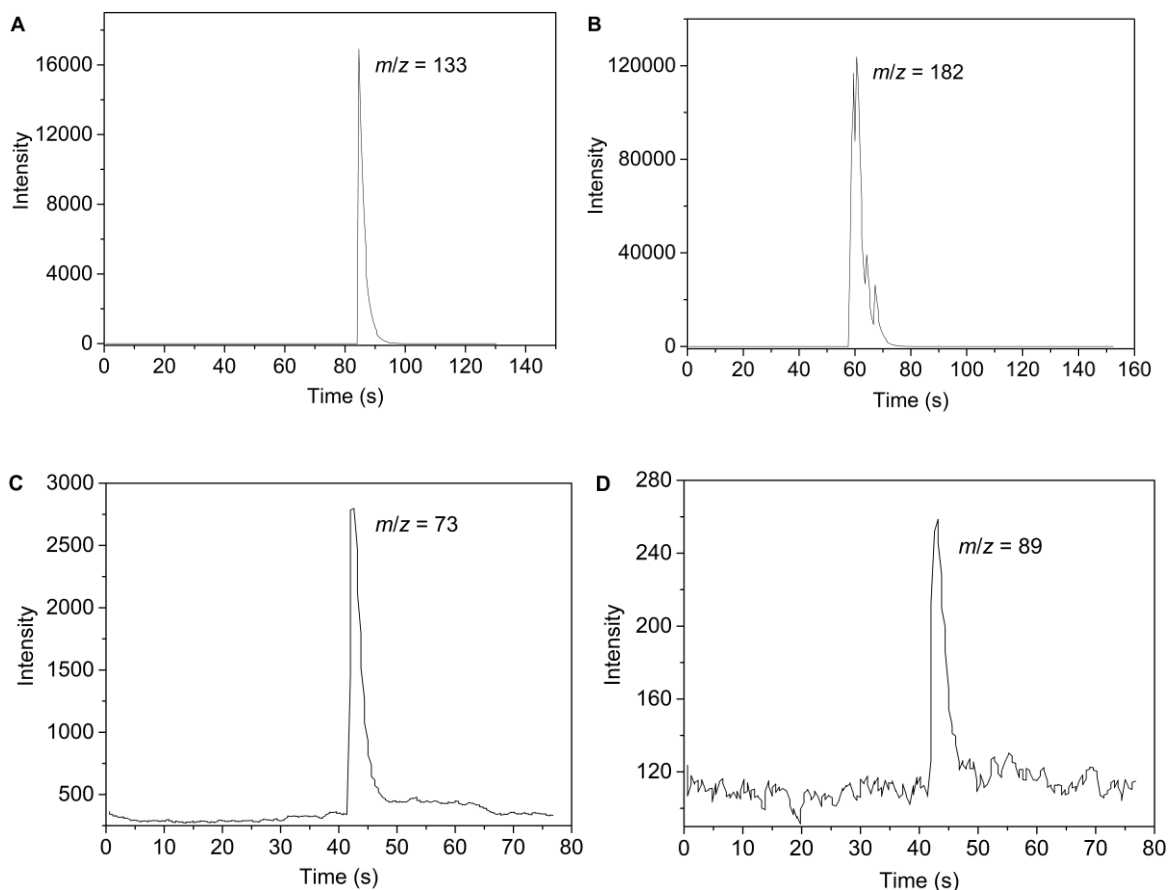 A
m/z = 133
Intensity
16000
12000
8000
4000
0
0 20 40 60 80 100 120 140
Time (s)
B
m/z = 182
Intensity
120000
80000
40000
0
0 20 40 60 80 100 120 140 160
Time (s)
C
m/z = 73
Intensity
3000
2500
2000
1500
1000
500
0 10 20 30 40 50 60 70 80
Time (s)
D
m/z = 89
Intensity
280
240
200
160
120
0 10 20 30 40 50 60 70 80
Time (s)